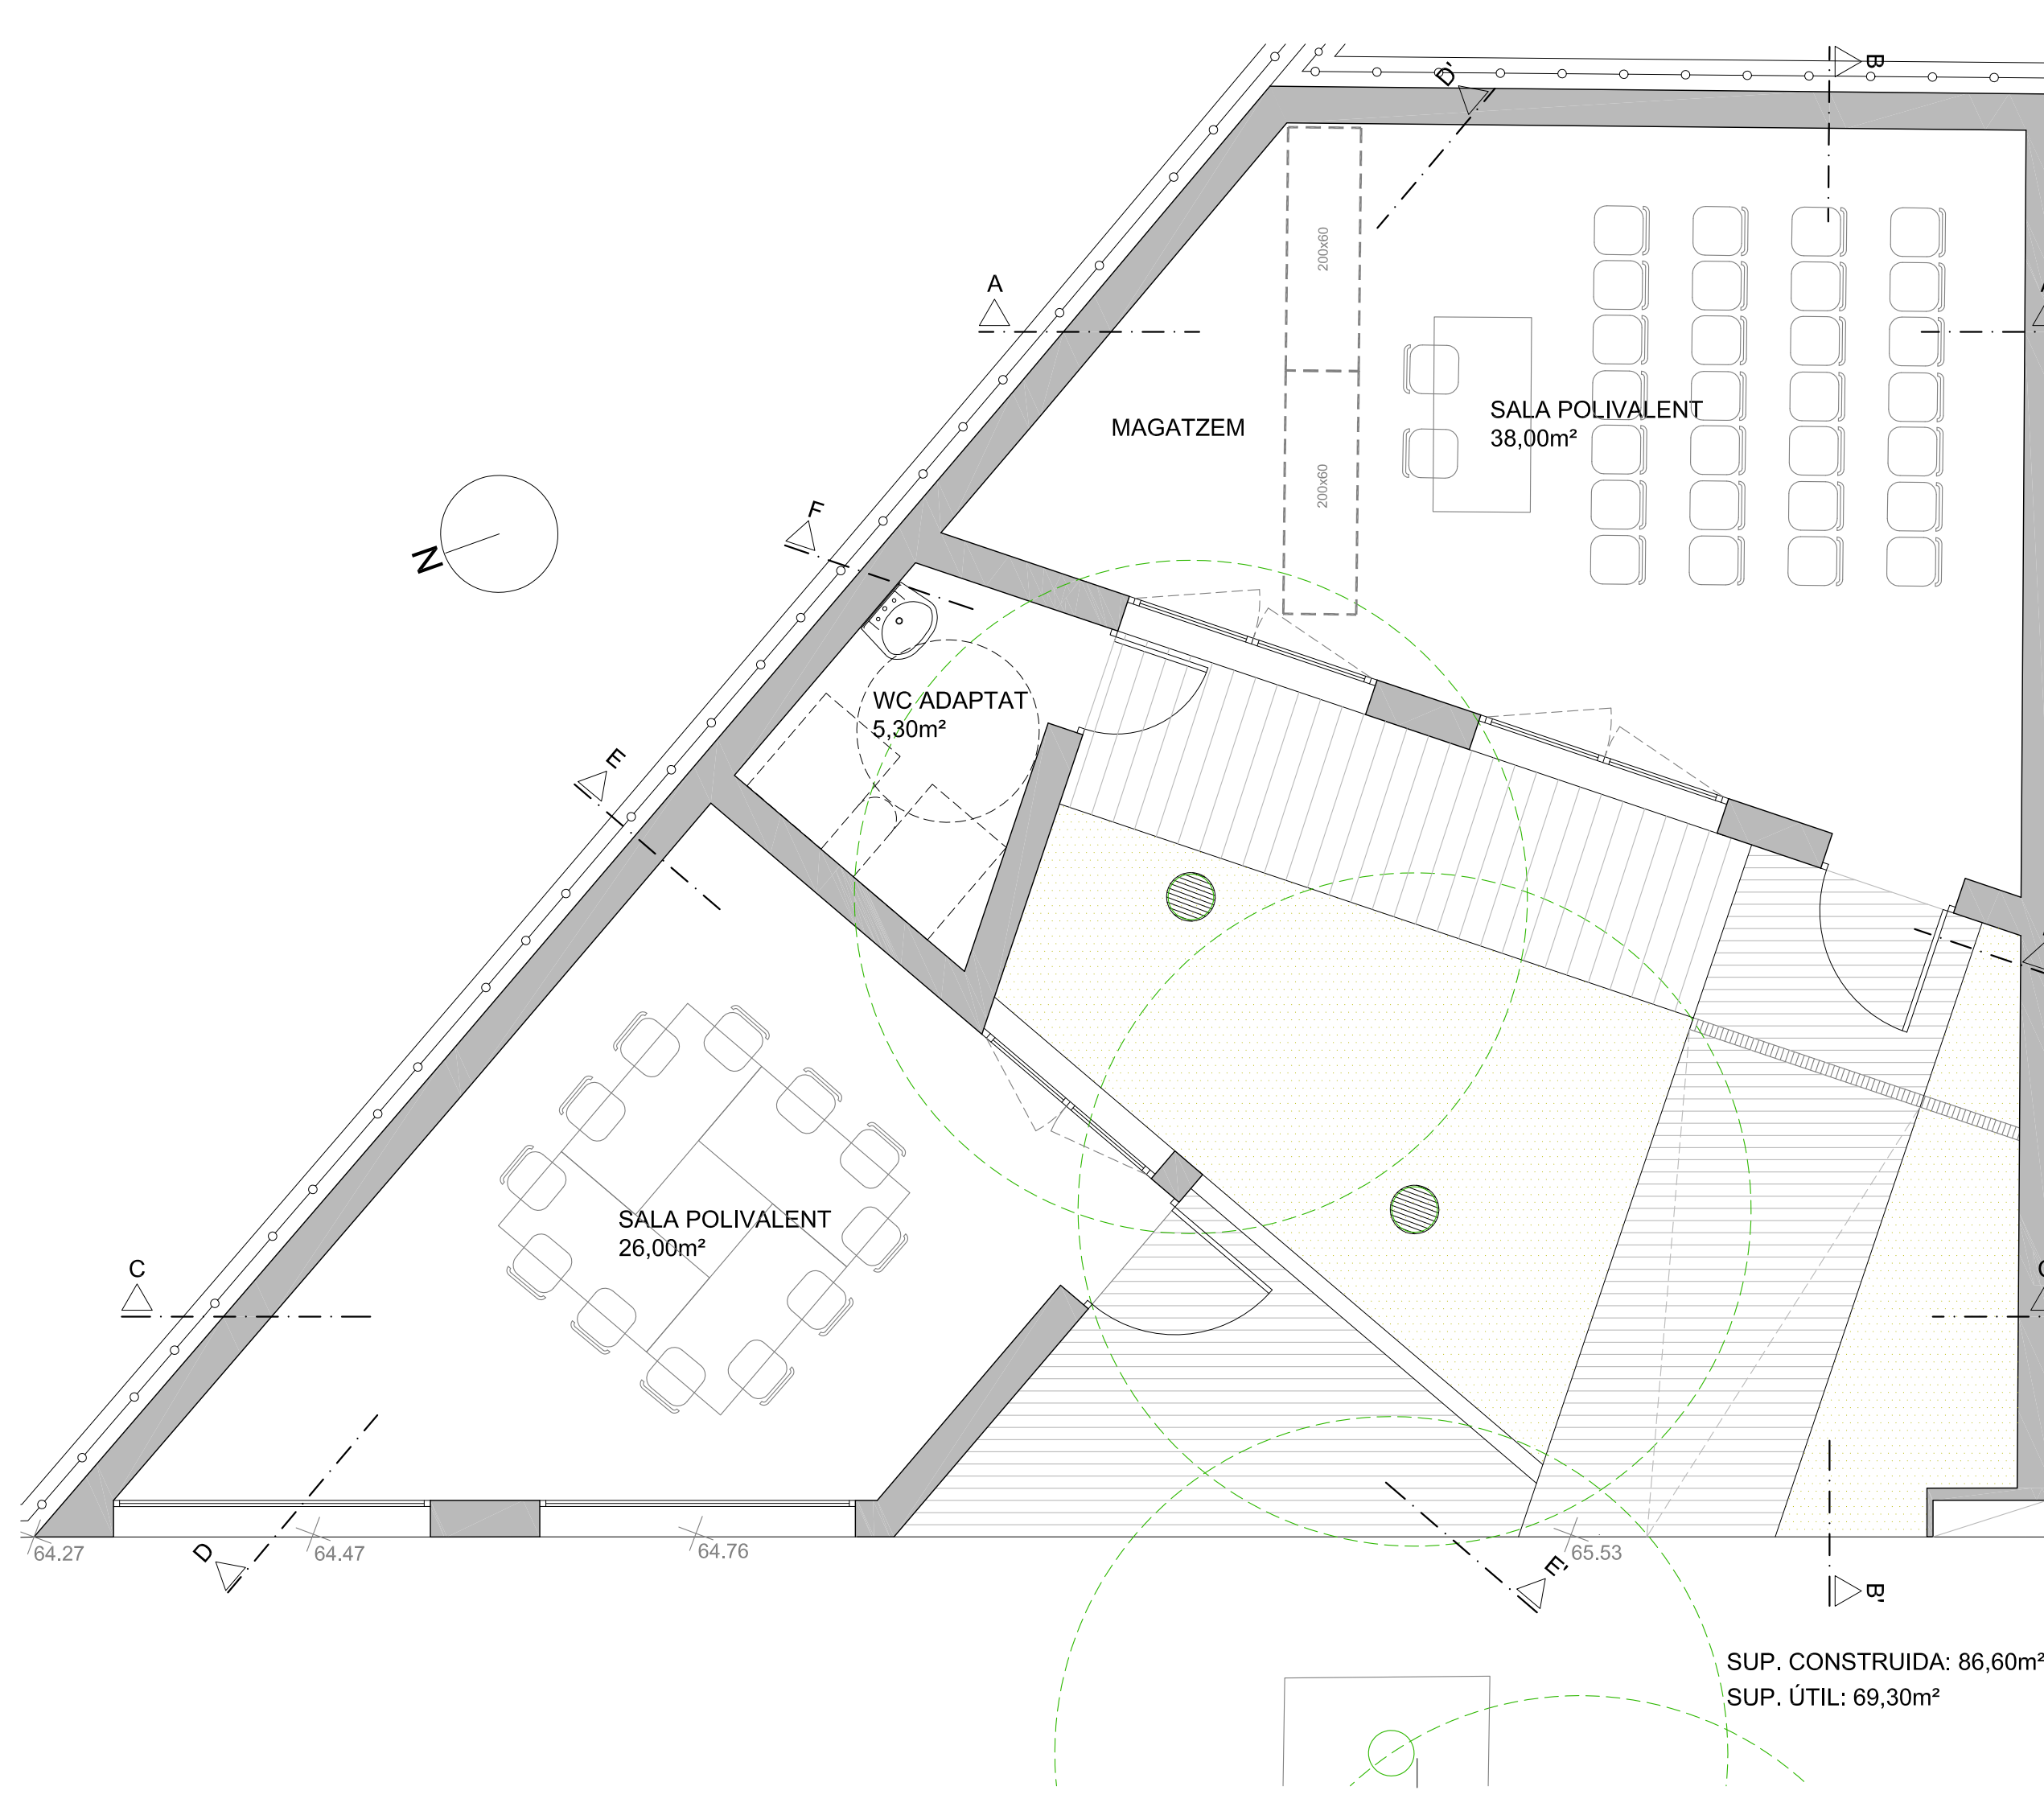 B
D'
A
200x60
MAGATZEM
SALA POLIVALENT
38,00m²
200x60
F
N
WC ADAPTAT
5,30m²
E
SALA POLIVALENT
26,00m²
C
64.27
D
64.47
64.76
65.53
E'
B'
SUP. CONSTRUIDA: 86,60m²
SUP. ÚTIL: 69,30m²